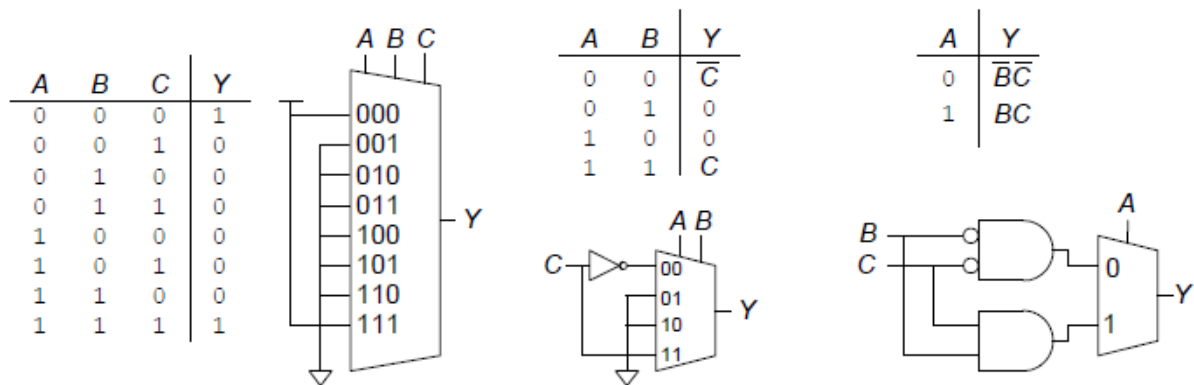 A B C Y
0 0 0 1
0 0 1 0
0 1 0 0
0 1 1 0
1 0 0 0
1 0 1 0
1 1 0 0
1 1 1 1
A B C
000
001
010
011
100
101
110
111
Y
A B Y
0 0 C̅
0 1 0
1 0 0
1 1 C
A B
C
00
01
10
11
Y
A Y
0 B̅C̅
1 BC
A
B
C
0
1
Y